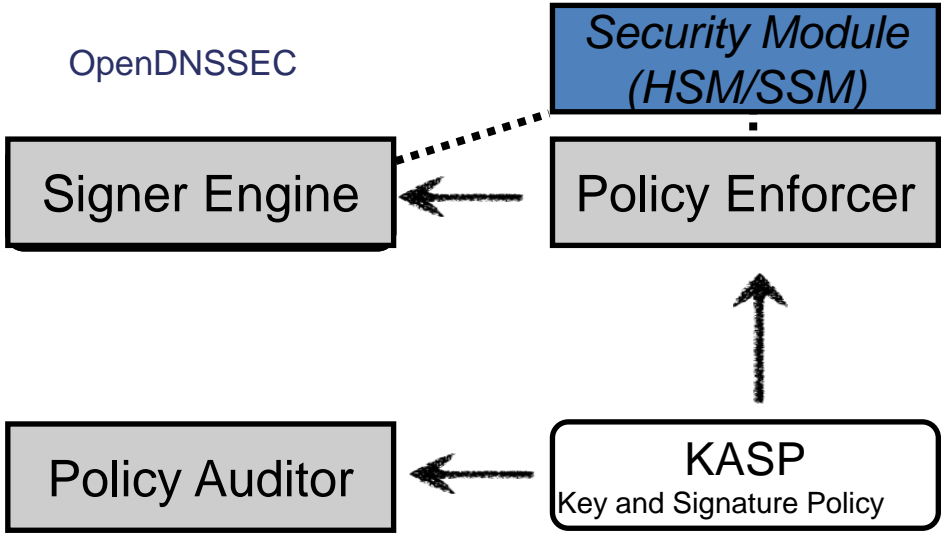 OpenDNSSEC
Security Module
(HSM/SSM)
Signer Engine
Policy Enforcer
Policy Auditor
KASP
Key and Signature Policy